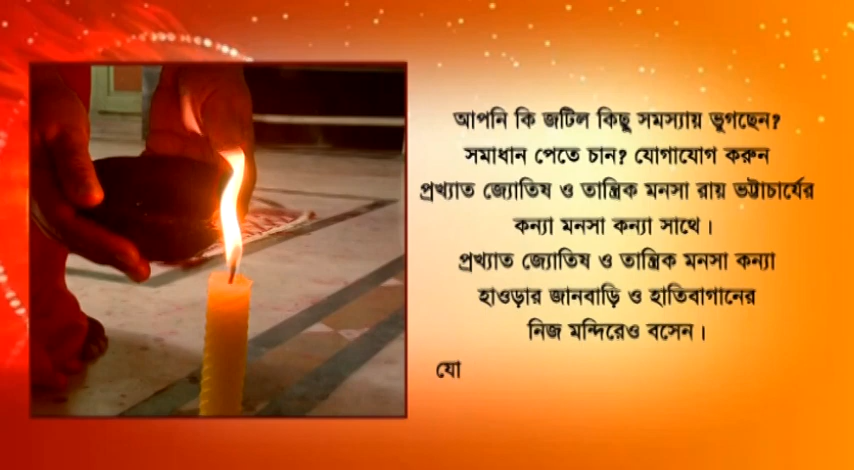 আপনি কি জটিল কিছু সমস্যায় ভুগছেন?
সমাধান পেতে চান? যোগাযোগ করুন
প্রখ্যাত জ্যোতিষ ও তান্ত্রিক মনসা রায় ভট্টাচার্যের
কন্যা মনসা কন্যা সাথে।
প্রখ্যাত জ্যোতিষ ও তান্ত্রিক মনসা কন্যা
হাওড়ার জানবাড়ি ও হাতিবাগানের
নিজ মন্দিরেও বসেন।
যো